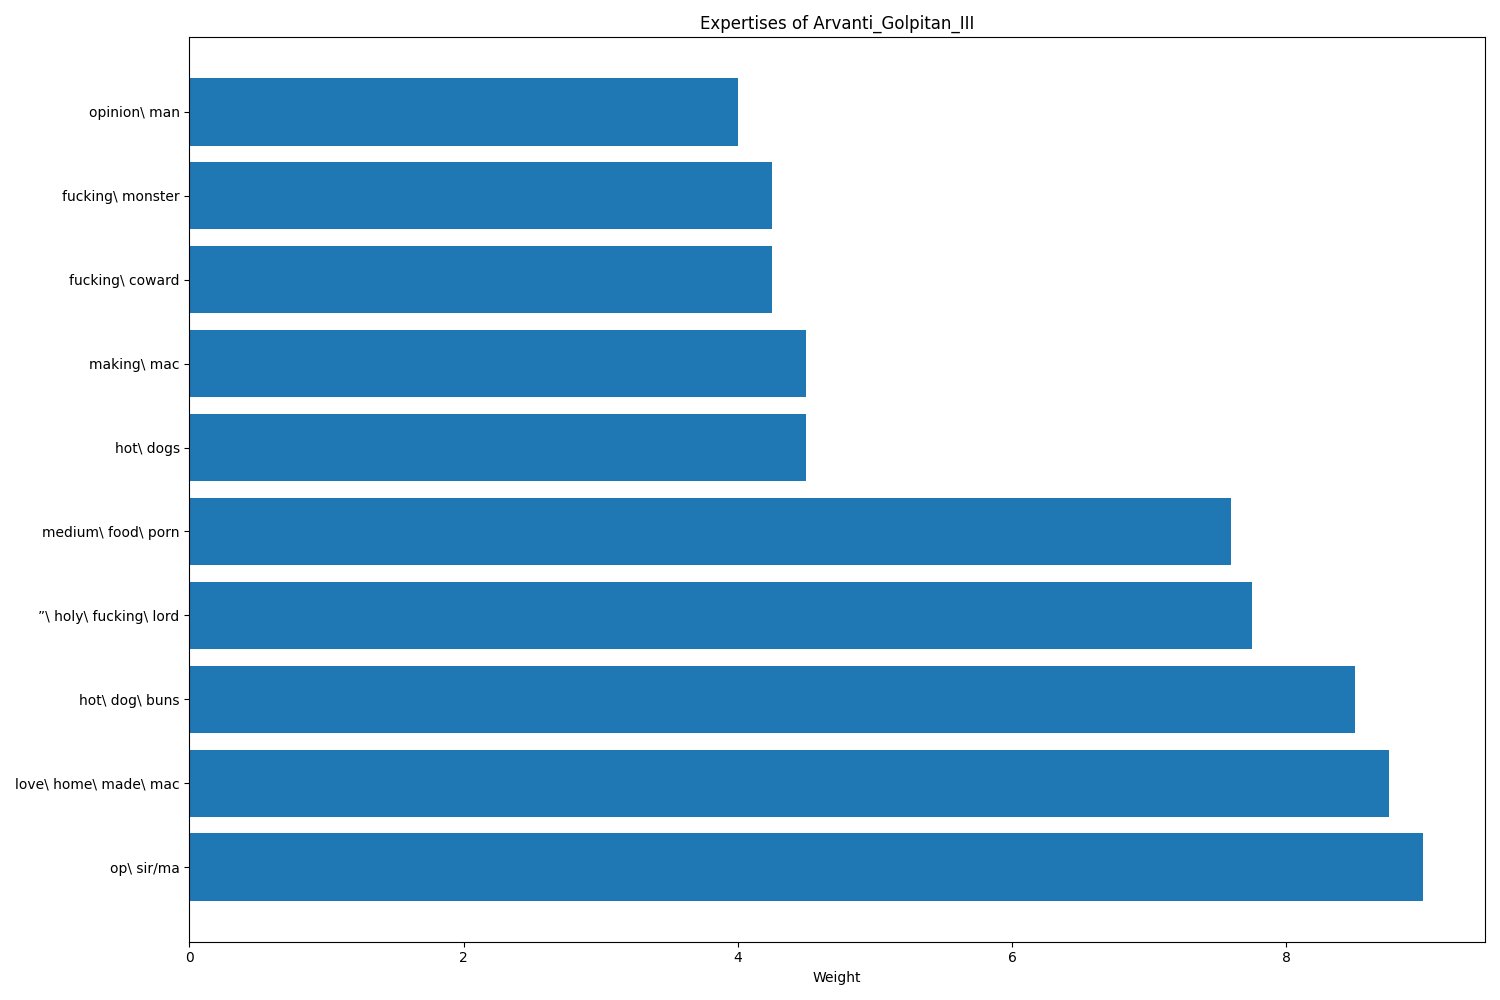 Expertises of Arvanti_Golpitan_III
opinion\ man
fucking\ monster
fucking\ coward
making\ mac
hot\ dogs
medium\ food\ porn
”\ holy\ fucking\ lord
hot\ dog\ buns
love\ home\ made\ mac
op\ sir/ma
0 2 4 6 8
Weight